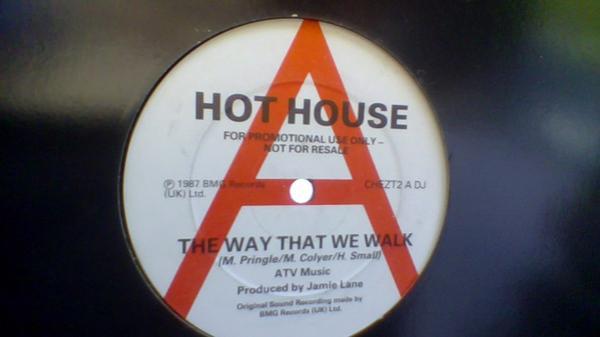 A
HOT HOUSE
FOR PROMOTIONAL USE ONLY –
NOT FOR RESALE
℗ 1987 BMG Records
(UK) Ltd.
CHEZT2 A DJ
THE WAY THAT WE WALK
(M. Pringle/M. Colyer/H. Small)
ATV Music
Produced by Jamie Lane
Original Sound Recording made by
BMG Records (UK) Ltd.